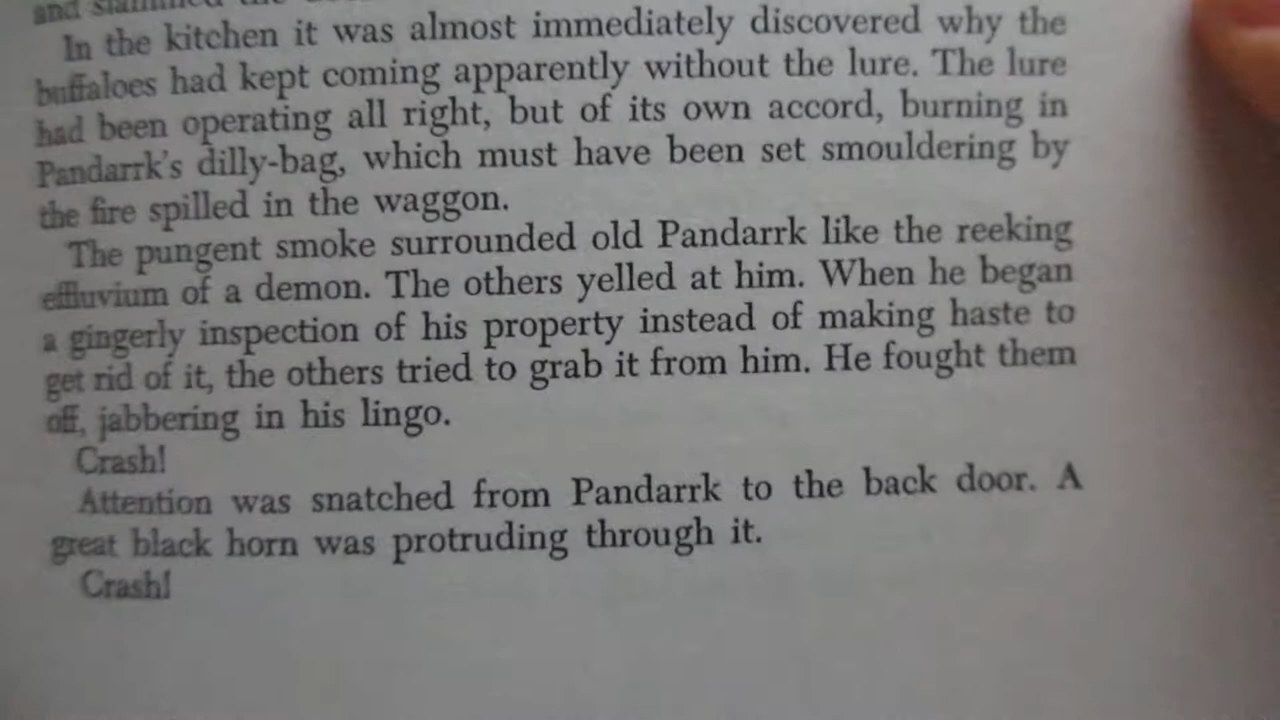 and slammed the
In the kitchen it was almost immediately discovered why the
buffaloes had kept coming apparently without the lure. The lure
had been operating all right, but of its own accord, burning in
Pandarrk's dilly-bag, which must have been set smouldering by
the fire spilled in the waggon.
The pungent smoke surrounded old Pandarrk like the reeking
effluvium of a demon. The others yelled at him. When he began
a gingerly inspection of his property instead of making haste to
get rid of it, the others tried to grab it from him. He fought them
off, jabbering in his lingo.
Crash!
Attention was snatched from Pandarrk to the back door. A
great black horn was protruding through it.
Crash!